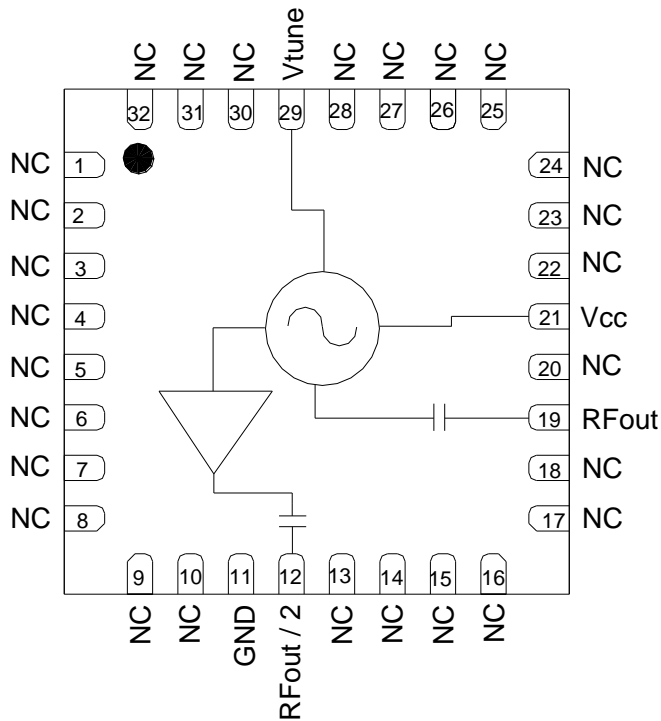 NC NC NC Vtune NC NC NC NC
32 31 30 29 28 27 26 25
NC 1 24 NC
NC 2 23 NC
NC 3 22 NC
NC 4 21 Vcc
NC 5 20 NC
NC 6 19 RFout
NC 7 18 NC
NC 8 17 NC
9 10 11 12 13 14 15 16
NC NC GND RFout / 2 NC NC NC NC